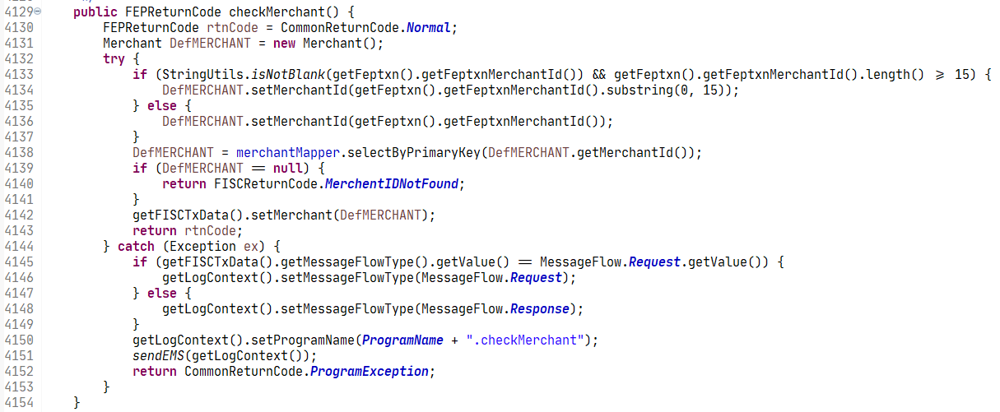 4129 public FEPReturnCode checkMerchant() {
4130 FEPReturnCode rtnCode = CommonReturnCode.Normal;
4131 Merchant DefMERCHANT = new Merchant();
4132 try {
4133 if (StringUtils.isNotBlank(getFeptxn().getFeptxnMerchantId()) && getFeptxn().getFeptxnMerchantId().length() >= 15) {
4134 DefMERCHANT.setMerchantId(getFeptxn().getFeptxnMerchantId().substring(0, 15));
4135 } else {
4136 DefMERCHANT.setMerchantId(getFeptxn().getFeptxnMerchantId());
4137 }
4138 DefMERCHANT = merchantMapper.selectByPrimaryKey(DefMERCHANT.getMerchantId());
4139 if (DefMERCHANT == null) {
4140 return FISCReturnCode.MerchentIDNotFound;
4141 }
4142 getFISCTxData().setMerchant(DefMERCHANT);
4143 return rtnCode;
4144 } catch (Exception ex) {
4145 if (getFISCTxData().getMessageFlowType().getValue() == MessageFlow.Request.getValue()) {
4146 getLogContext().setMessageFlowType(MessageFlow.Request);
4147 } else {
4148 getLogContext().setMessageFlowType(MessageFlow.Response);
4149 }
4150 getLogContext().setProgramName(ProgramName + ".checkMerchant");
4151 sendEMS(getLogContext());
4152 return CommonReturnCode.ProgramException;
4153 }
4154 }